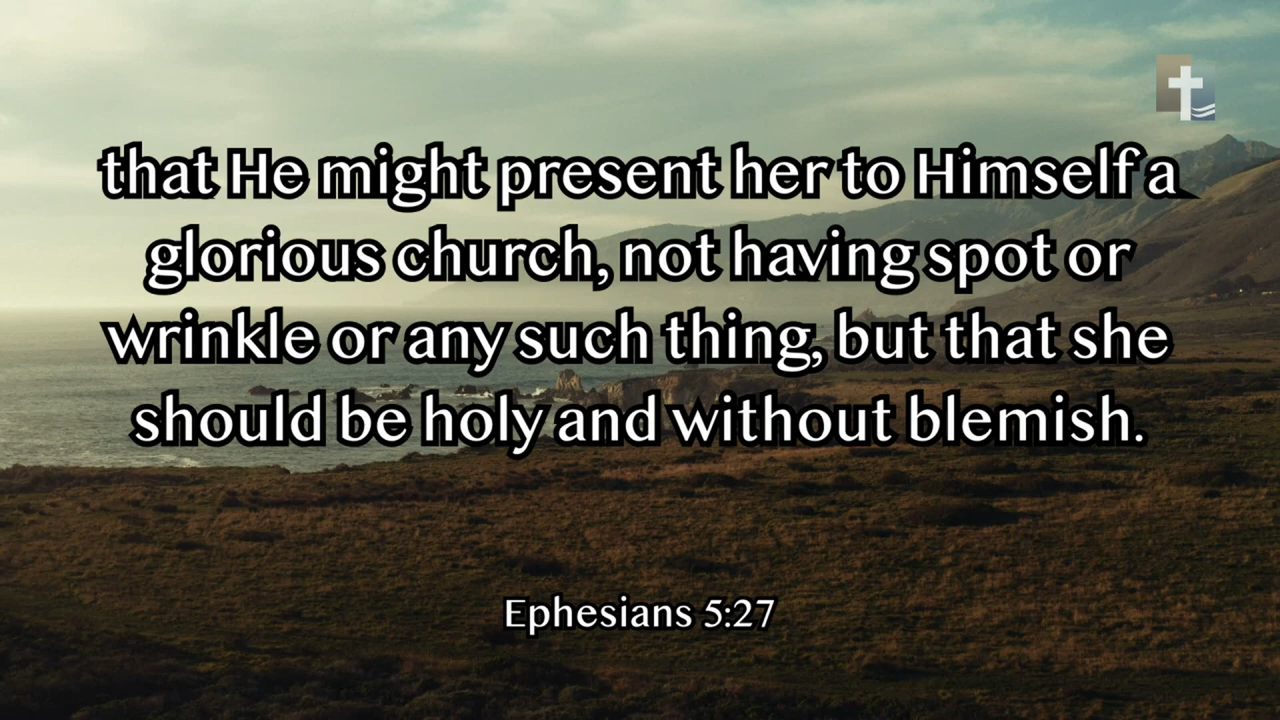 that He might present her to Himself a
glorious church, not having spot or
wrinkle or any such thing, but that she
should be holy and without blemish.
Ephesians 5:27